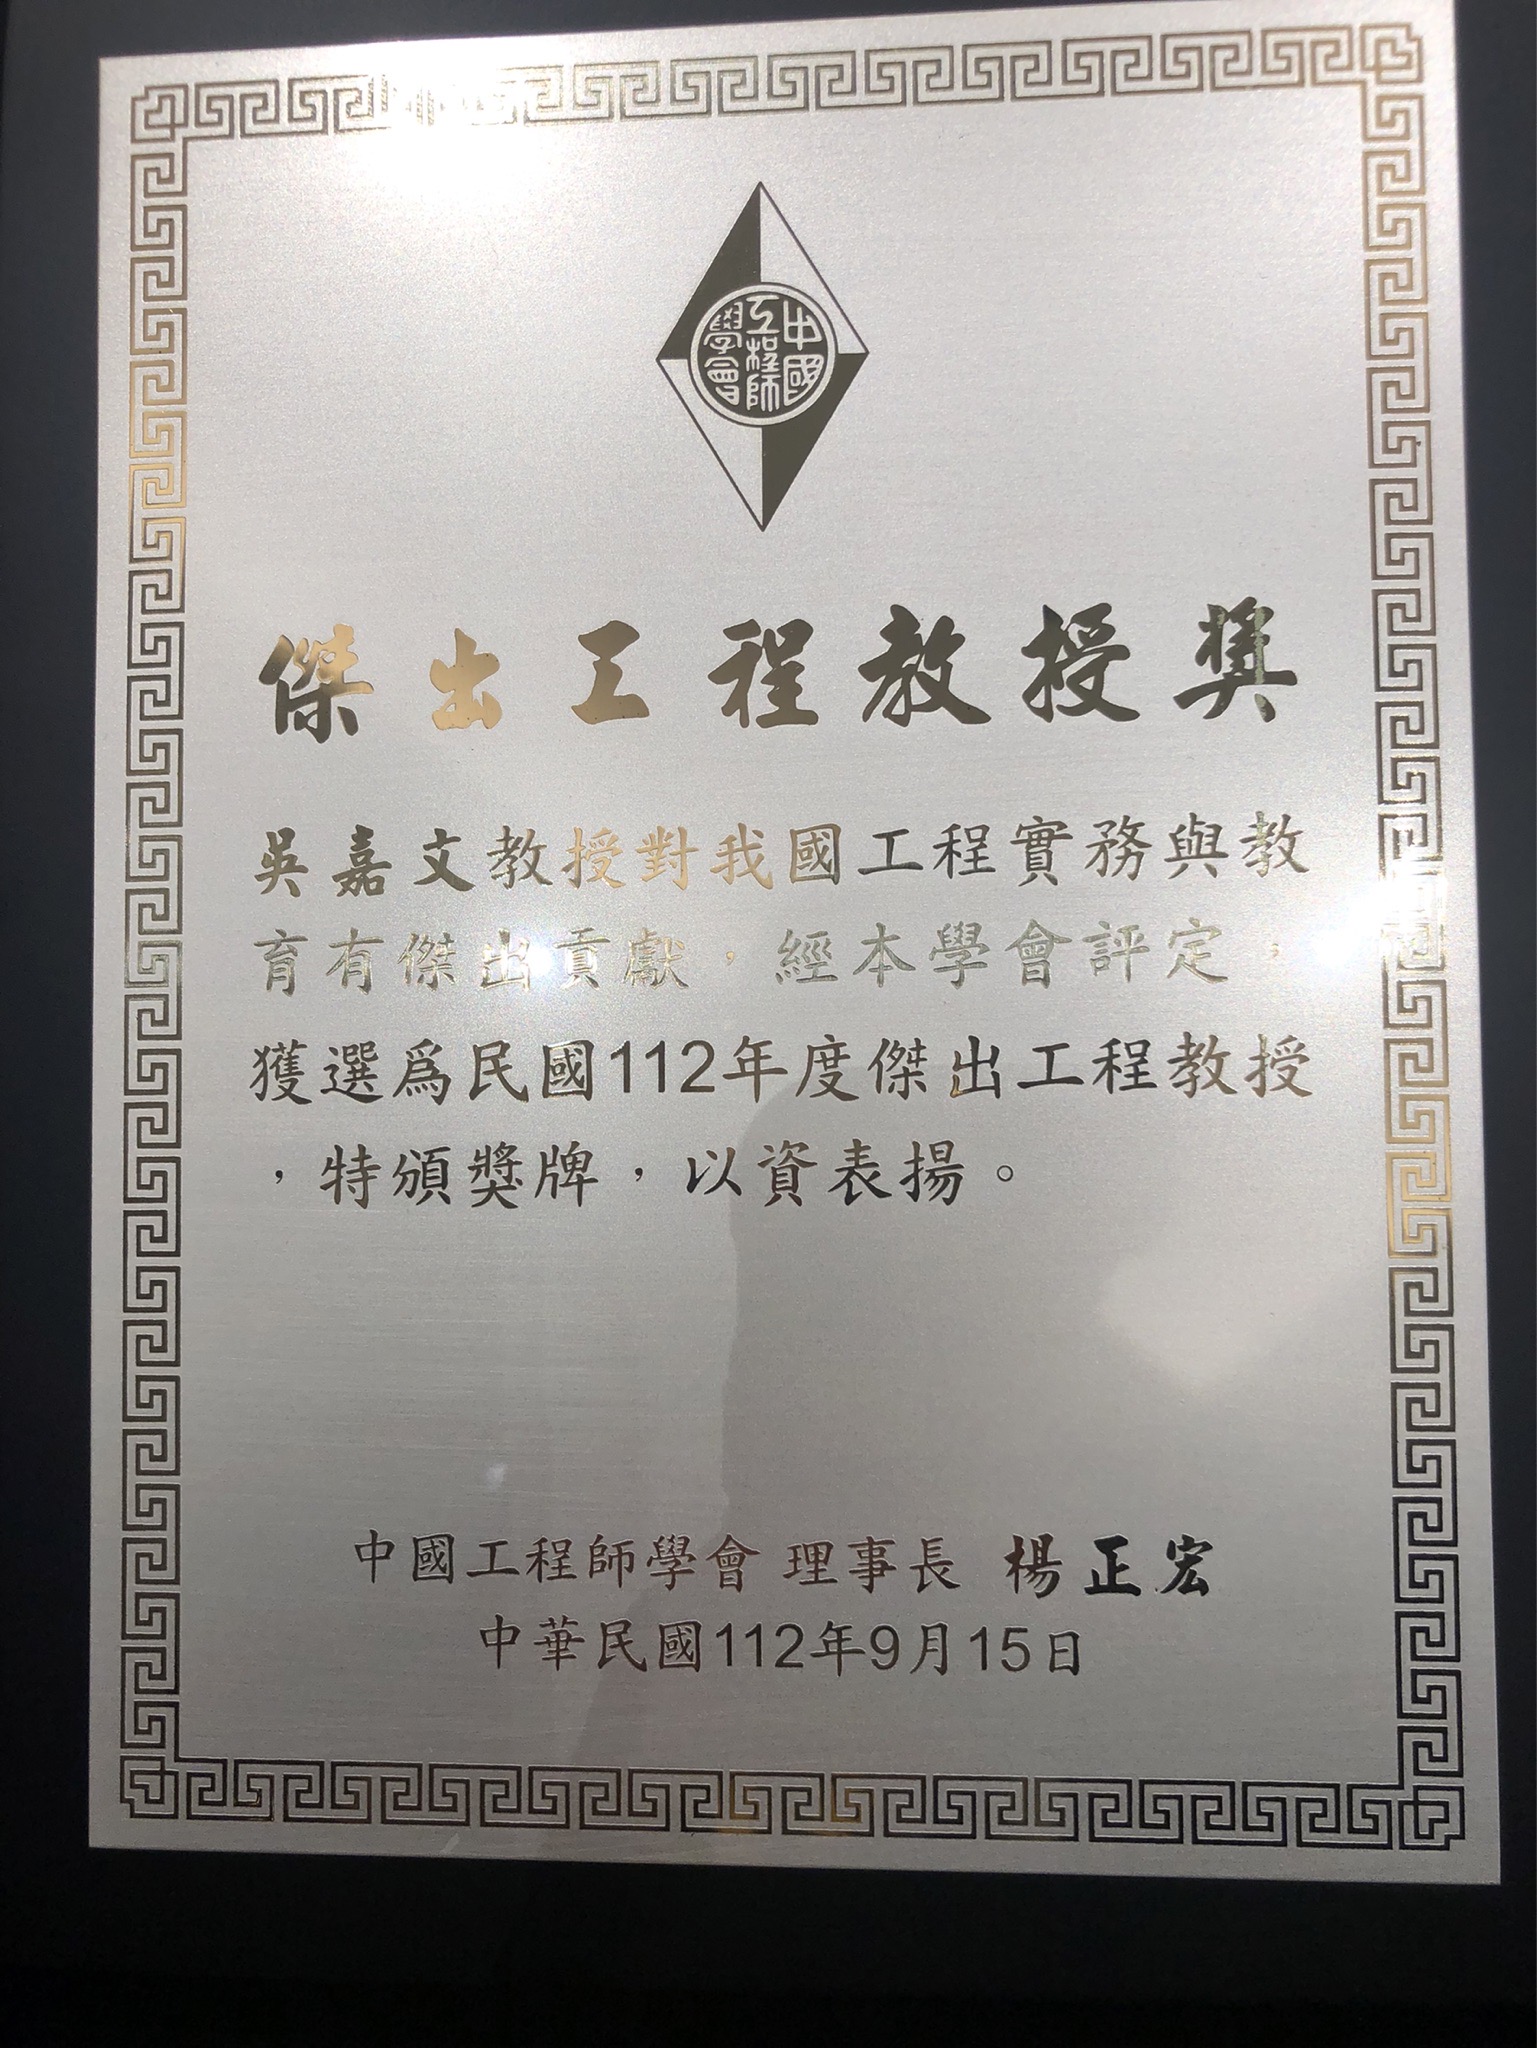 中國
工程師
學會
傑出工程教授獎
吳嘉文教授對我國工程實務與教
育有傑出貢獻，經本學會評定，
獲選為民國112年度傑出工程教授
，特頒獎牌，以資表揚。
中國工程師學會 理事長 楊正宏
中華民國112年9月15日